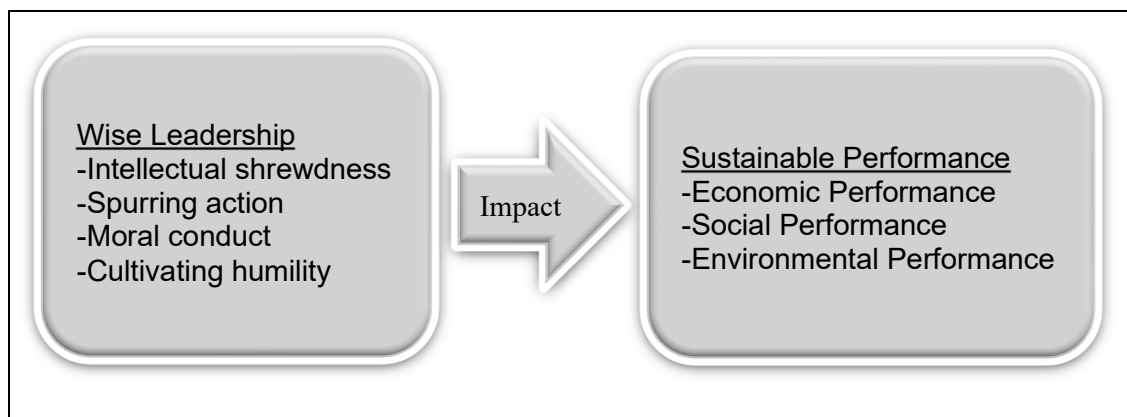 Wise Leadership
-Intellectual shrewdness
-Spurring action
-Moral conduct
-Cultivating humility
Impact
Sustainable Performance
-Economic Performance
-Social Performance
-Environmental Performance